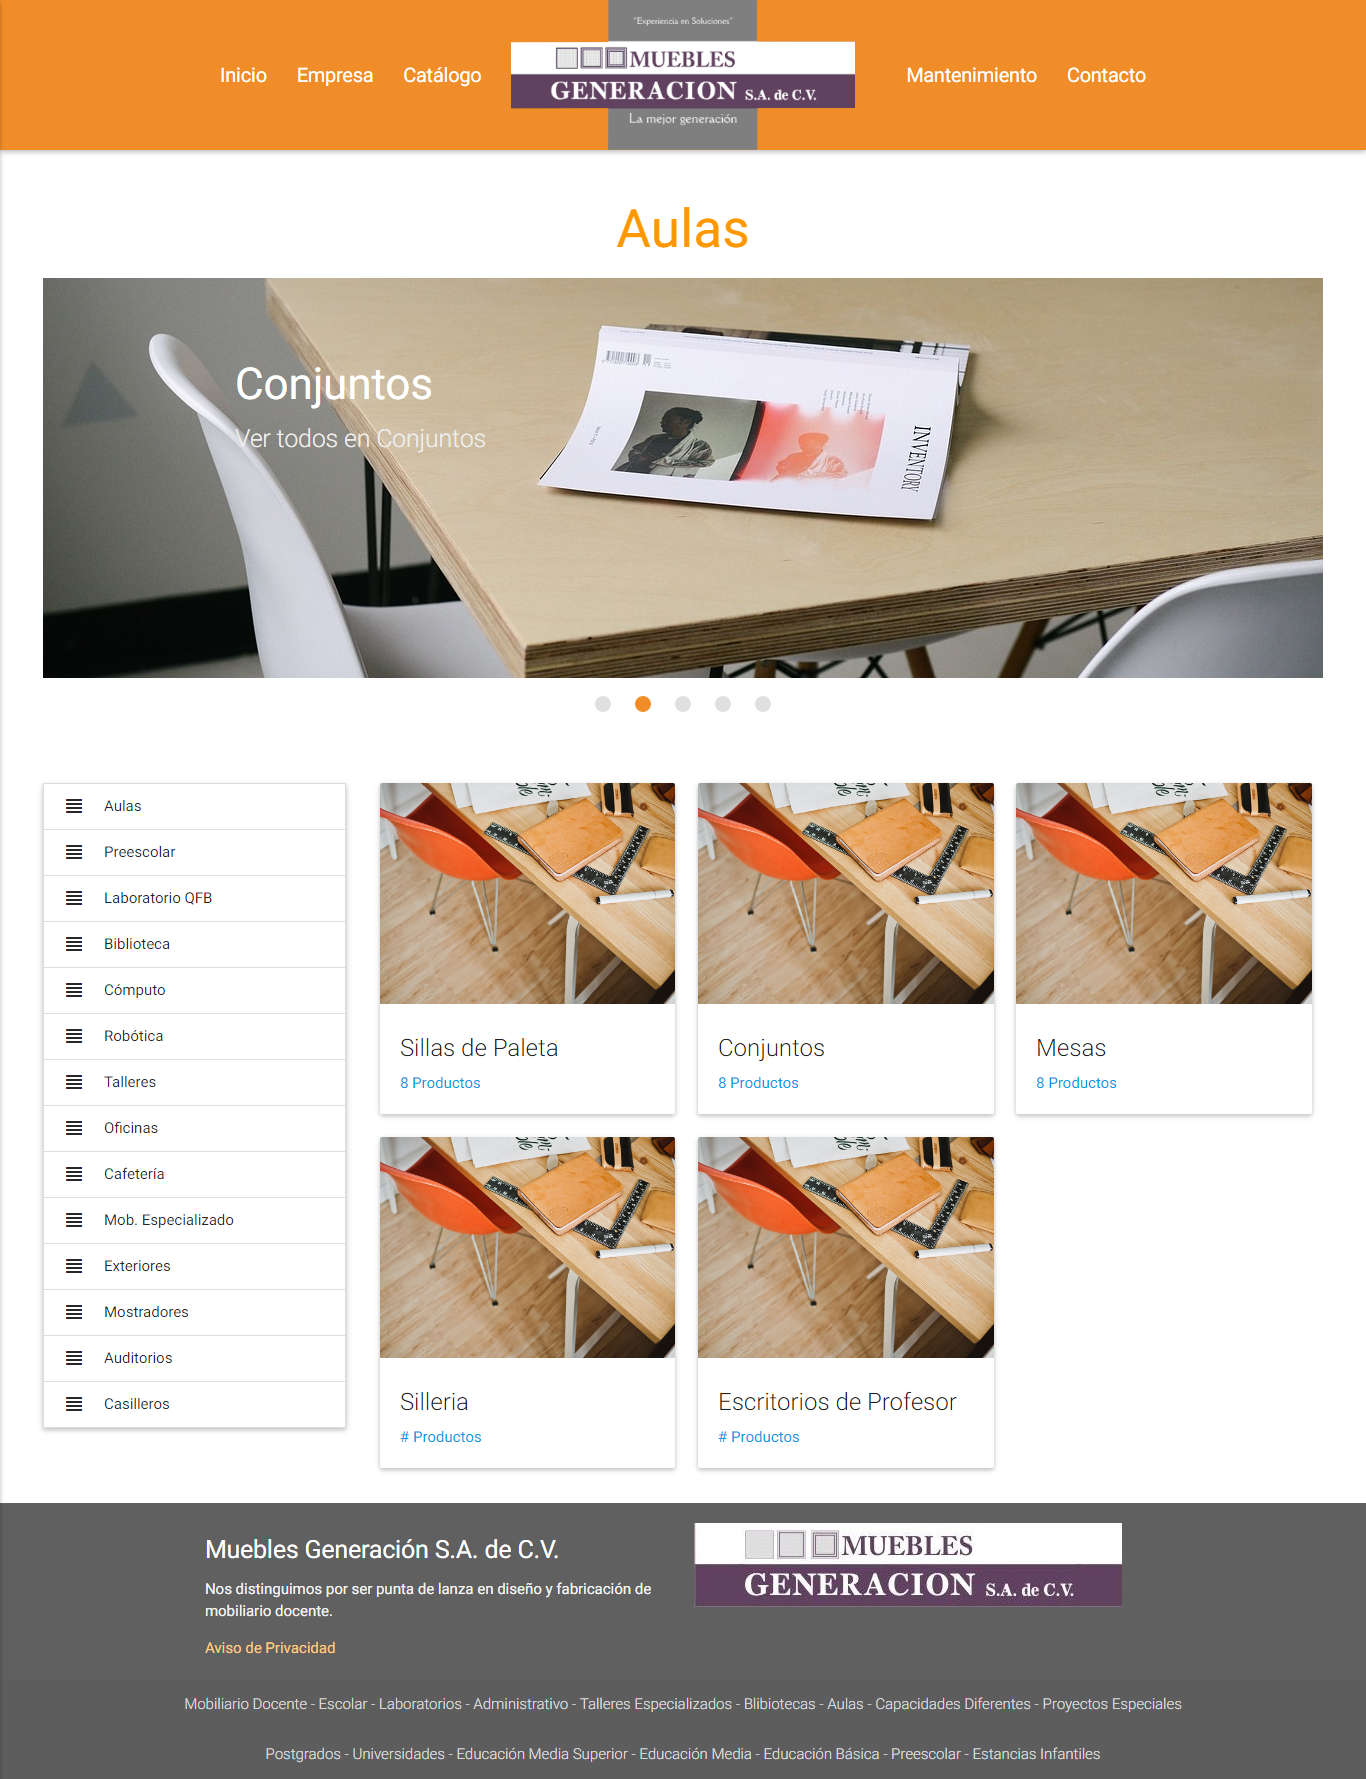 "Experiencia en Soluciones"
MUEBLES
GENERACION S.A. de C.V.
La mejor generación
Inicio
Empresa
Catálogo
Mantenimiento
Contacto
Aulas
Conjuntos
Ver todos en Conjuntos
INVENTORY
Aulas
Preescolar
Laboratorio QFB
Biblioteca
Cómputo
Robótica
Talleres
Oficinas
Cafetería
Mob. Especializado
Exteriores
Mostradores
Auditorios
Casilleros
Sillas de Paleta
8 Productos
Conjuntos
8 Productos
Mesas
8 Productos
Silleria
# Productos
Escritorios de Profesor
# Productos
Muebles Generación S.A. de C.V.
Nos distinguimos por ser punta de lanza en diseño y fabricación de
mobiliario docente.
Aviso de Privacidad
MUEBLES
GENERACION S.A. de C.V.
Mobiliario Docente - Escolar - Laboratorios - Administrativo - Talleres Especializados - Blibiotecas - Aulas - Capacidades Diferentes - Proyectos Especiales
Postgrados - Universidades - Educación Media Superior - Educación Media - Educación Básica - Preescolar - Estancias Infantiles